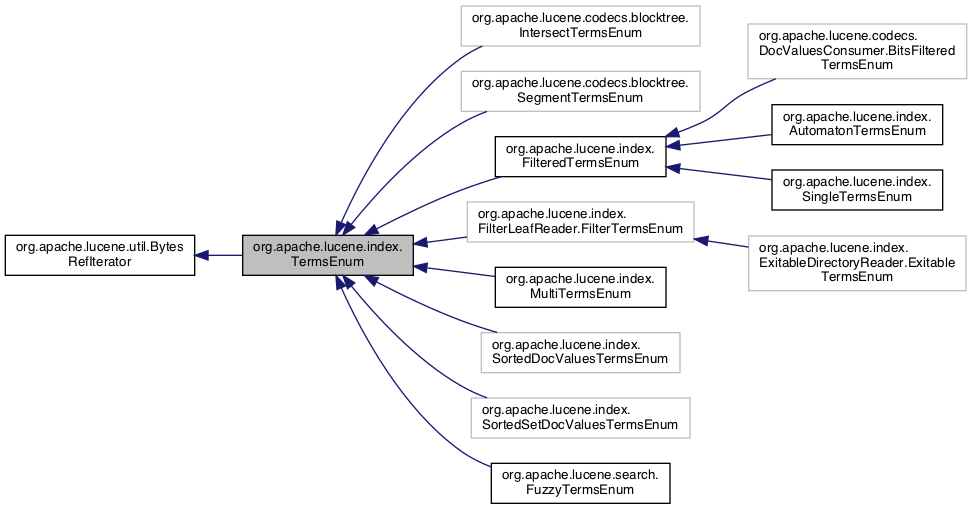 org.apache.lucene.util.Bytes
RefIterator
org.apache.lucene.index.
TermsEnum
org.apache.lucene.codecs.blocktree.
IntersectTermsEnum
org.apache.lucene.codecs.blocktree.
SegmentTermsEnum
org.apache.lucene.index.
FilteredTermsEnum
org.apache.lucene.index.
FilterLeafReader.FilterTermsEnum
org.apache.lucene.index.
MultiTermsEnum
org.apache.lucene.index.
SortedDocValuesTermsEnum
org.apache.lucene.index.
SortedSetDocValuesTermsEnum
org.apache.lucene.search.
FuzzyTermsEnum
org.apache.lucene.codecs.
DocValuesConsumer.BitsFiltered
TermsEnum
org.apache.lucene.index.
AutomatonTermsEnum
org.apache.lucene.index.
SingleTermsEnum
org.apache.lucene.index.
ExitableDirectoryReader.Exitable
TermsEnum